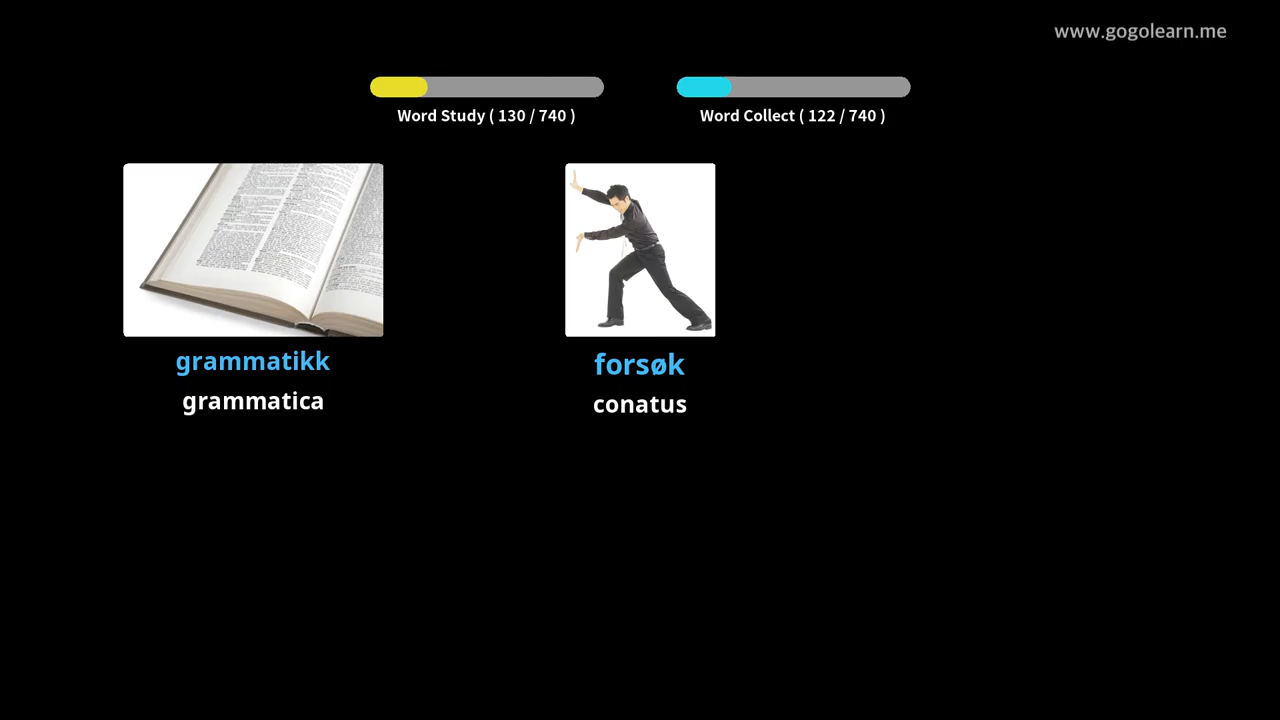 www.gogolearn.me
Word Study ( 130 / 740 )
Word Collect ( 122 / 740 )
grammatikk
grammatica
forsøk
conatus